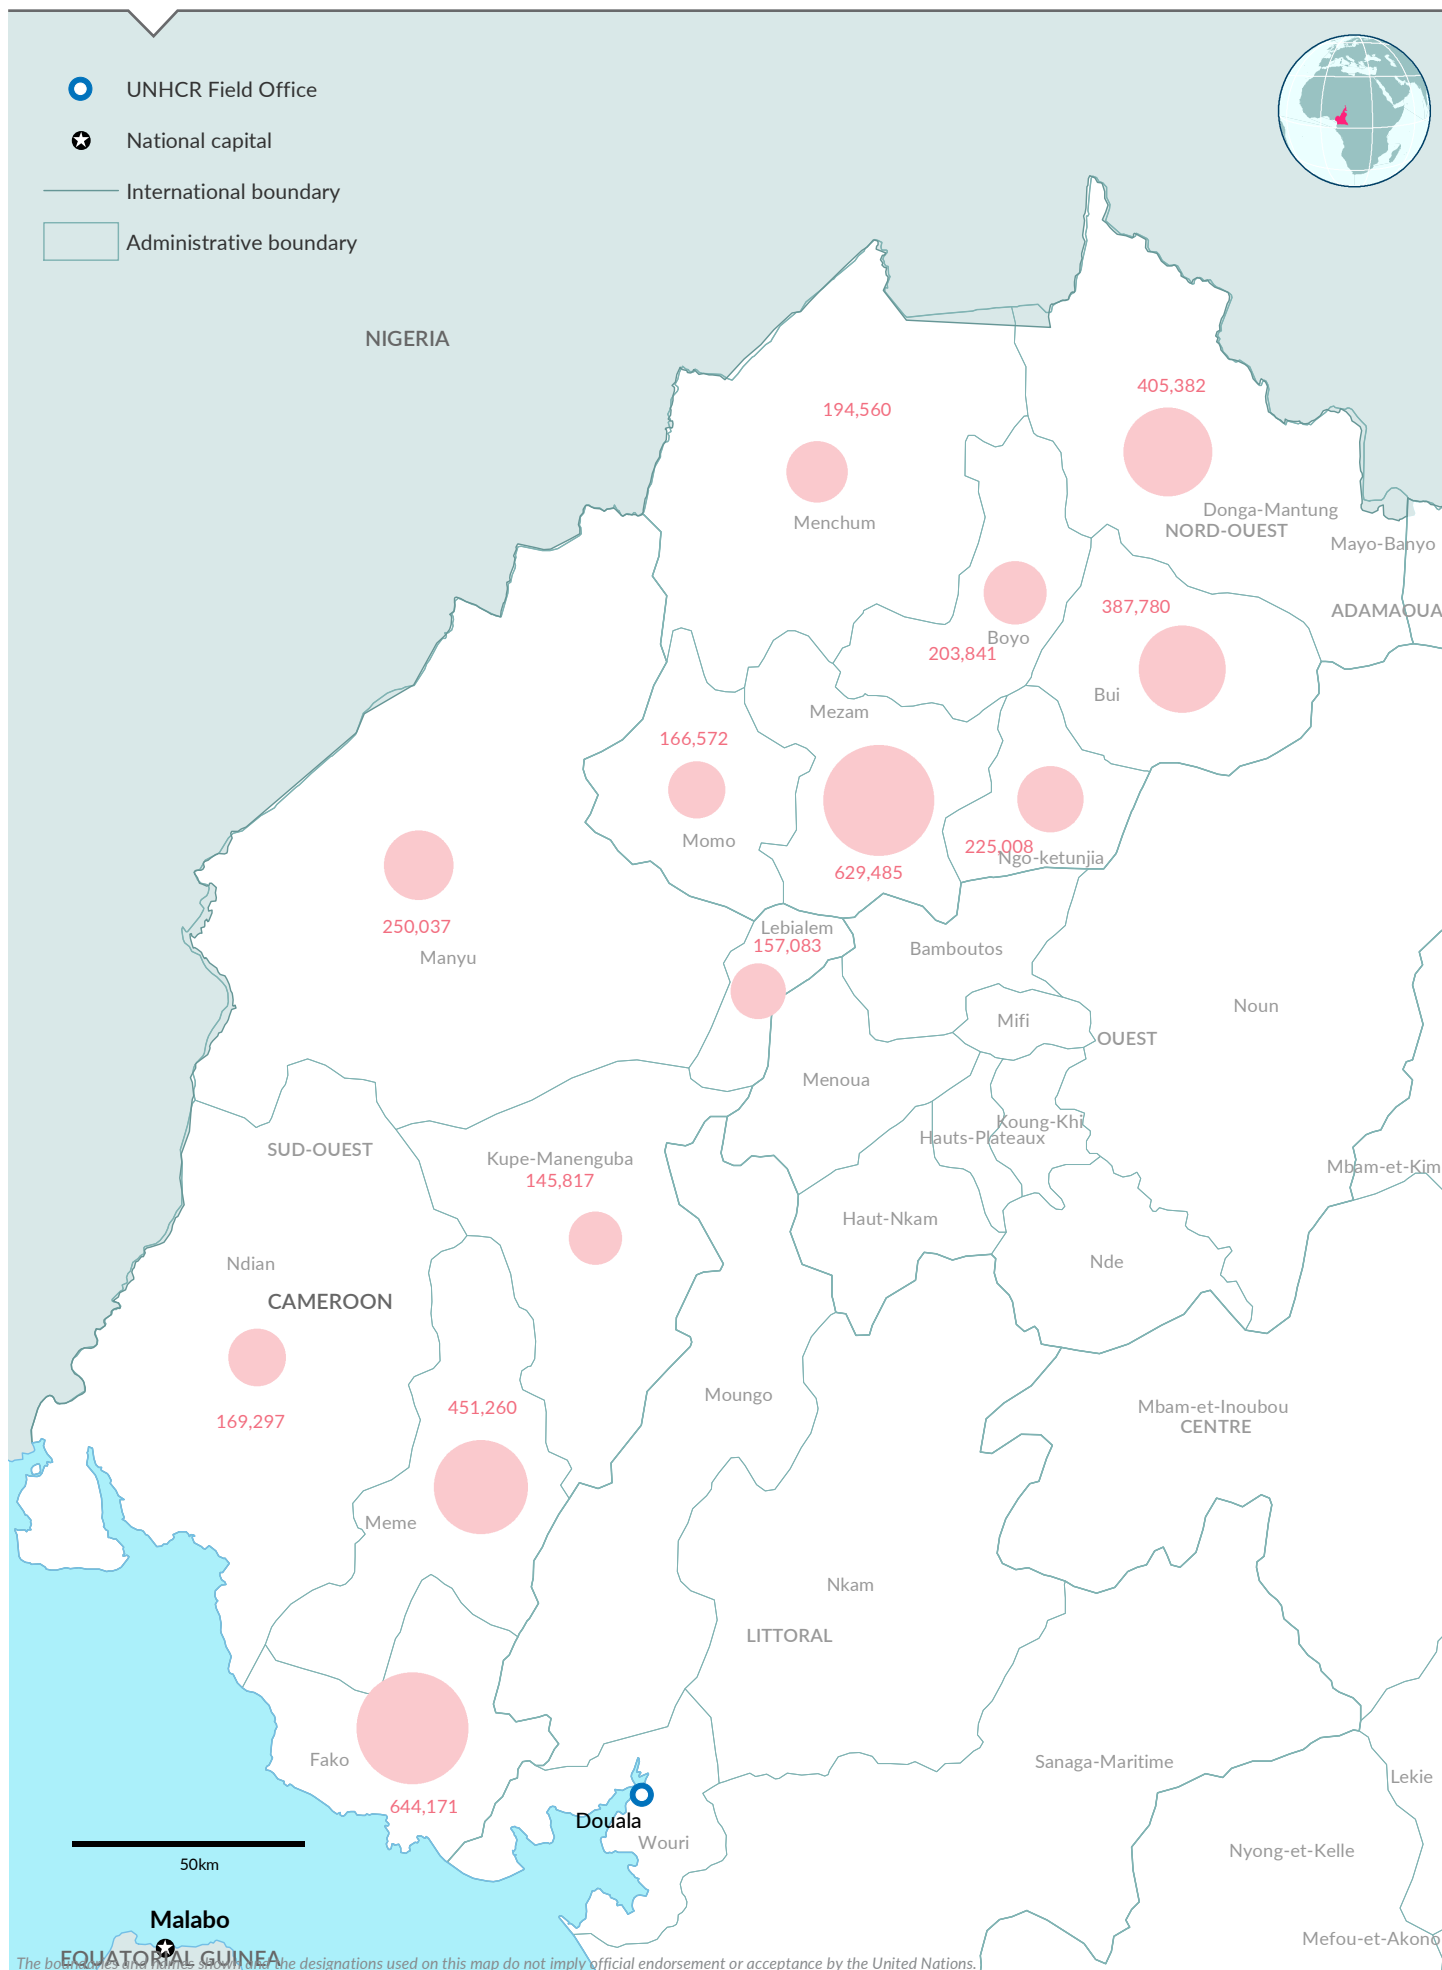 UNHCR Field Office
National capital
International boundary
Administrative boundary
NIGERIA
405,382
194,560
Donga-Mantung
Menchum
NORD-OUEST
Mayo-Banyo
387,780
ADAMAOUA
Boyo
203,841
Bui
Mezam
166,572
Momo
225,008
Ngo-ketunjia
629,485
250,037
Lebialem
157,083
Manyu
Bamboutos
Noun
Mifi
OUEST
Menoua
Koung-Khi
Hauts-Plateaux
SUD-OUEST
Kupe-Manenguba
145,817
Mbam-et-Kim
Haut-Nkam
Ndian
Nde
CAMEROON
Moungo
451,260
Mbam-et-Inoubou
169,297
CENTRE
Meme
Nkam
LITTORAL
Fako
Sanaga-Maritime
Lekie
644,171
Douala
Wouri
Nyong-et-Kelle
50km
Malabo
Mefou-et-Akono
EQUATORIAL GUINEA
The boundaries and names shown and the designations used on this map do not imply official endorsement or acceptance by the United Nations.